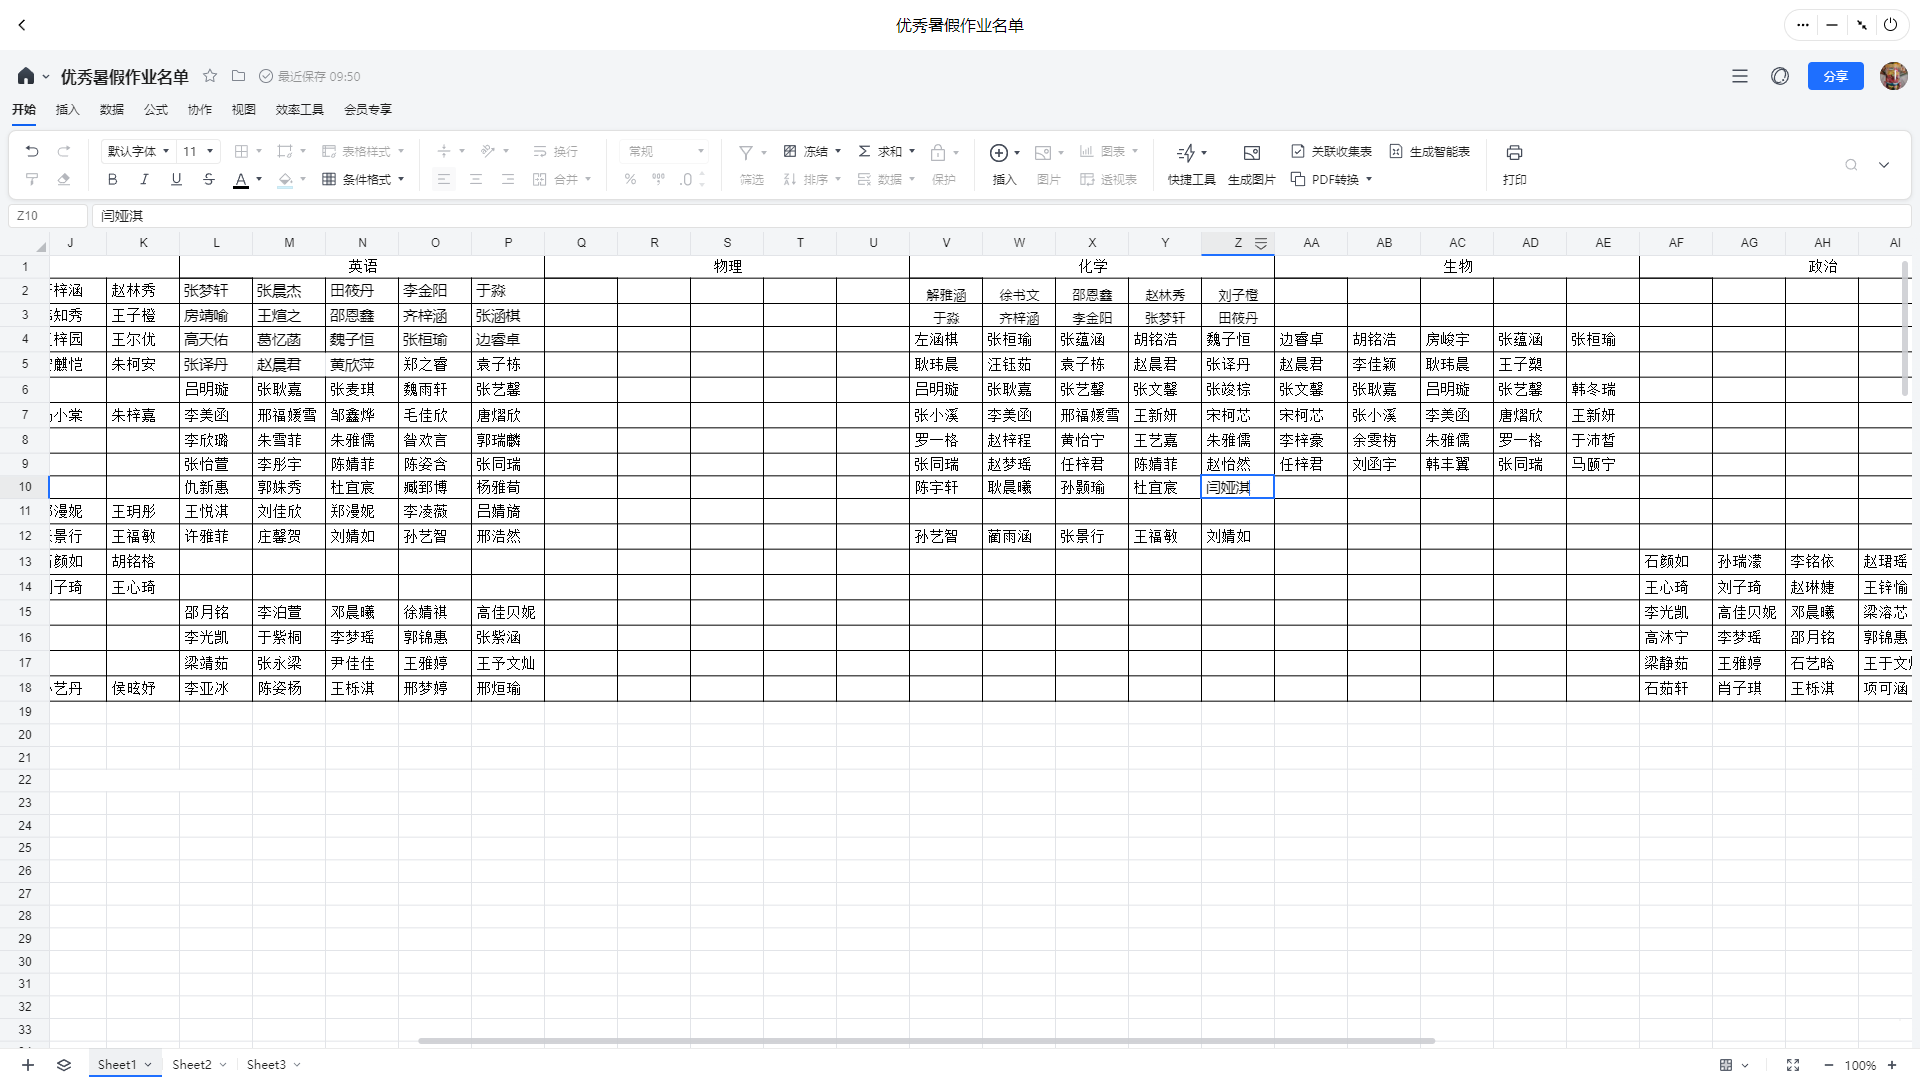 优秀暑假作业名单
优秀暑假作业名单 最近保存 09:50 分享
开始 插入 数据 公式 协作 视图 效率工具 会员专享
默认字体 11 表格样式 换行 常规 冻结 求和 图表 关联收集表 生成智能表
B I U S A 条件格式 合并 % .0 筛选 排序 数据 保护 插入 图片 透视表 快捷工具 生成图片 PDF转换 打印
Z10 闫娅淇
J K L M N O P Q R S T U V W X Y Z AA AB AC AD AE AF AG AH AI
1 英语 物理 化学 生物 政治
2 梓涵 赵林秀 张梦轩 张晨杰 田筱丹 李金阳 于淼 解雅涵 徐书文 邵恩鑫 赵林秀 刘子橙
3 知秀 王子橙 房靖喻 王煊之 邵恩鑫 齐梓涵 张涵棋 于淼 齐梓涵 李金阳 张梦轩 田筱丹
4 梓园 王尔优 高天佑 葛忆菡 魏子恒 张桓瑜 边睿卓 左涵棋 张桓瑜 张蕴涵 胡铭浩 魏子恒 边睿卓 胡铭浩 房峻宇 张蕴涵 张桓瑜
5 麒恺 朱柯安 张译丹 赵晨君 黄欣萍 郑之睿 袁子栋 耿玮晨 汪钰茹 袁子栋 赵晨君 张译丹 赵晨君 李佳颖 耿玮晨 王子槊
6 吕明璇 张耿嘉 张麦琪 魏雨轩 张艺馨 吕明璇 张耿嘉 张艺馨 张文馨 张竣棕 张文馨 张耿嘉 吕明璇 张艺馨 韩冬瑞
7 小棠 朱梓嘉 李美函 邢福媛雪 邹鑫烨 毛佳欣 唐熠欣 张小溪 李美函 邢福媛雪 王新妍 宋柯芯 宋柯芯 张小溪 李美函 唐熠欣 王新妍
8 李欣璐 朱雪菲 朱雅儒 昝欢言 郭瑞麟 罗一格 赵梓程 黄怡宁 王艺嘉 朱雅儒 李梓豪 余雯梼 朱雅儒 罗一格 于沛皙
9 张怡萱 李彤宇 陈婧菲 陈姿含 张同瑞 张同瑞 赵梦瑶 任梓君 陈婧菲 赵怡然 任梓君 刘函宇 韩丰翼 张同瑞 马颐宁
10 仇新惠 郭姝秀 杜宜宸 臧郅博 杨雅萄 陈宇轩 耿晨曦 孙颢瑜 杜宜宸 闫娅淇
11 漫妮 王玥彤 王悦淇 刘佳欣 郑漫妮 李凌薇 吕婧旖
12 景行 王福敏 许雅菲 庄馨贺 刘婧如 孙艺智 邢浩然 孙艺智 蔺雨涵 张景行 王福敏 刘婧如
13 颜如 胡铭格 石颜如 孙瑞濛 李铭依 赵珺瑶
14 子琦 王心琦 王心琦 刘子琦 赵琳婕 王锌愉
15 邵月铭 李泊萱 邓晨曦 徐婧祺 高佳贝妮 李光凯 高佳贝妮 邓晨曦 梁溶芯
16 李光凯 于紫桐 李梦瑶 郭锦惠 张紫涵 高沐宁 李梦瑶 邵月铭 郭锦惠
17 梁靖茹 张永梁 尹佳佳 王雅婷 王予文灿 梁静茹 王雅婷 石艺晗 王于文
18 艺丹 侯昡妤 李亚冰 陈姿杨 王栎淇 邢梦婷 邢烜瑜 石茹轩 肖子琪 王栎淇 项可涵
19
20
21
22
23
24
25
26
27
28
29
30
31
32
33
Sheet1 Sheet2 Sheet3 100%